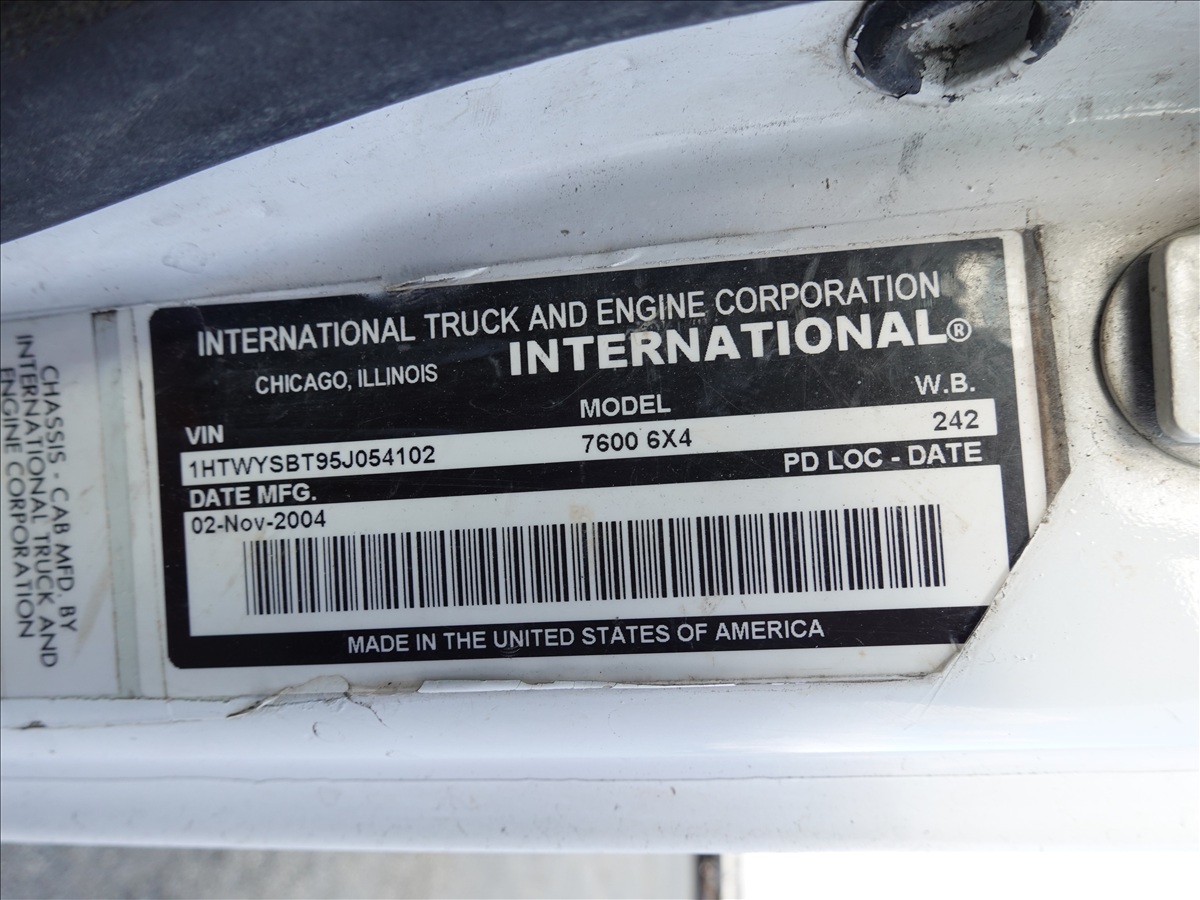 INTERNATIONAL TRUCK AND ENGINE CORPORATION
CHICAGO, ILLINOIS
INTERNATIONAL®
VIN
MODEL
W.B.
1HTWYSBT95J054102
7600 6X4
242
DATE MFG.
PD LOC - DATE
02-Nov-2004
MADE IN THE UNITED STATES OF AMERICA
CHASSIS - CAB MFD. BY
INTERNATIONAL TRUCK AND
ENGINE CORPORATION